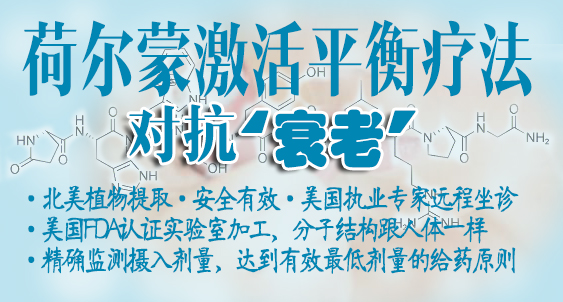 荷尔蒙激活平衡疗法
对抗“衰老”
·北美植物提取·安全有效·美国执业专家远程坐诊
·美国FDA认证实验室加工，分子结构跟人体一样
·精确监测摄入剂量，达到有效最低剂量的给药原则